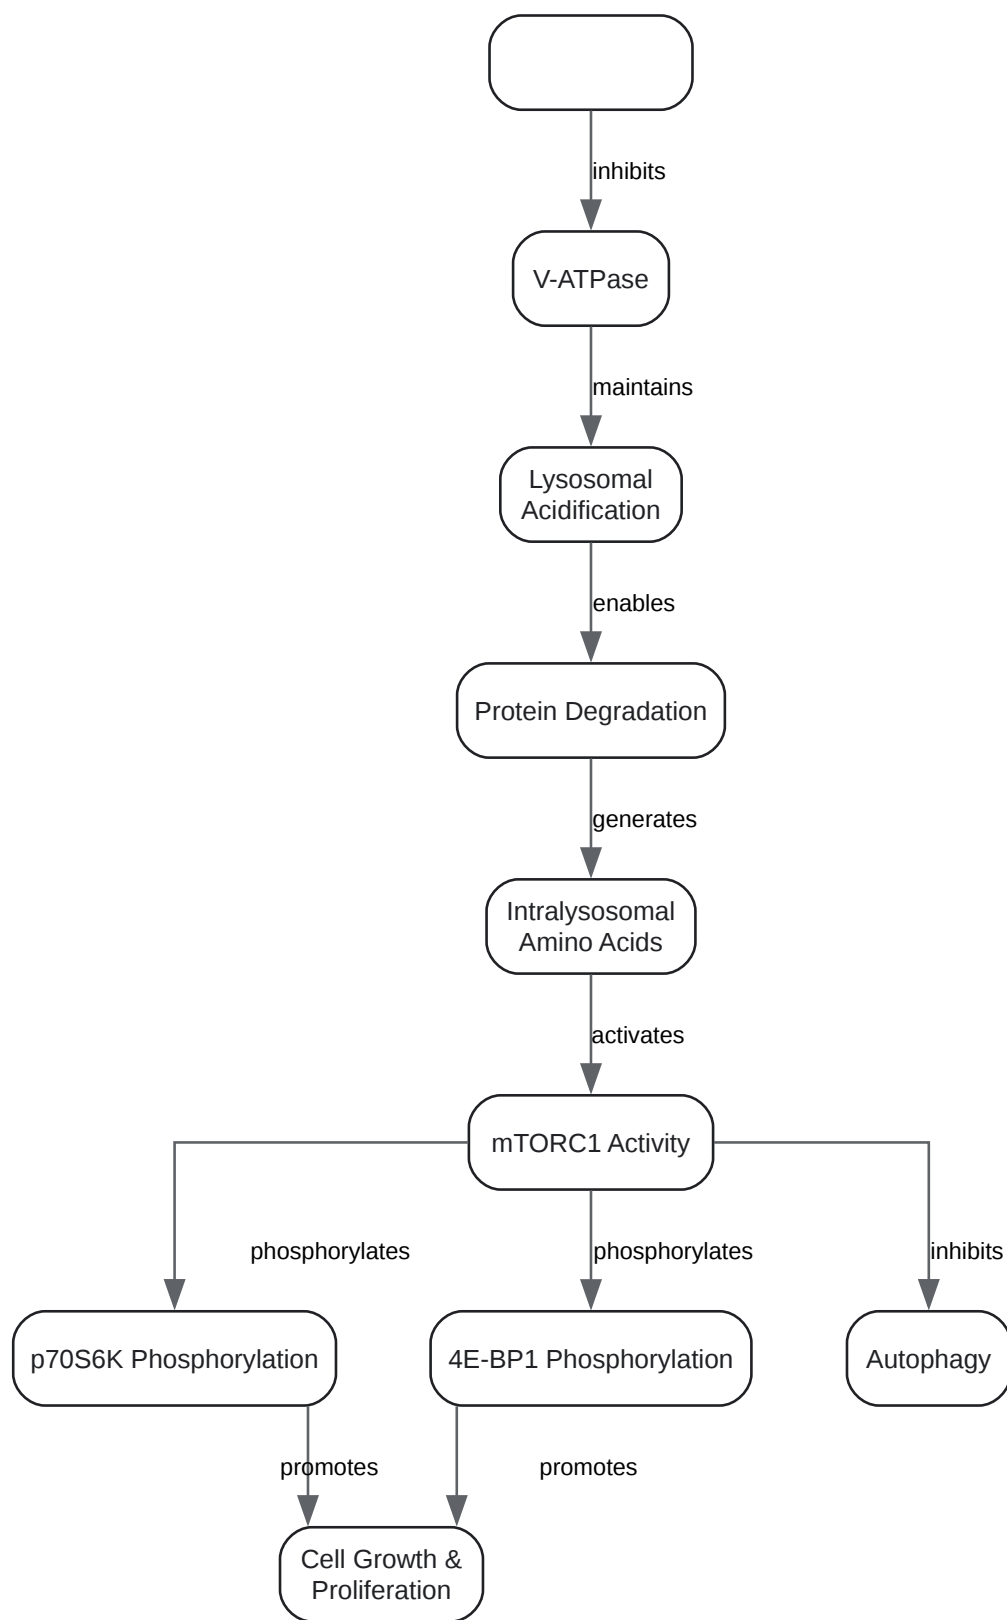 inhibits
V-ATPase
maintains
Lysosomal
Acidification
enables
Protein Degradation
generates
Intralysosomal
Amino Acids
activates
mTORC1 Activity
phosphorylates
phosphorylates
inhibits
p70S6K Phosphorylation
4E-BP1 Phosphorylation
Autophagy
promotes
promotes
Cell Growth &
Proliferation